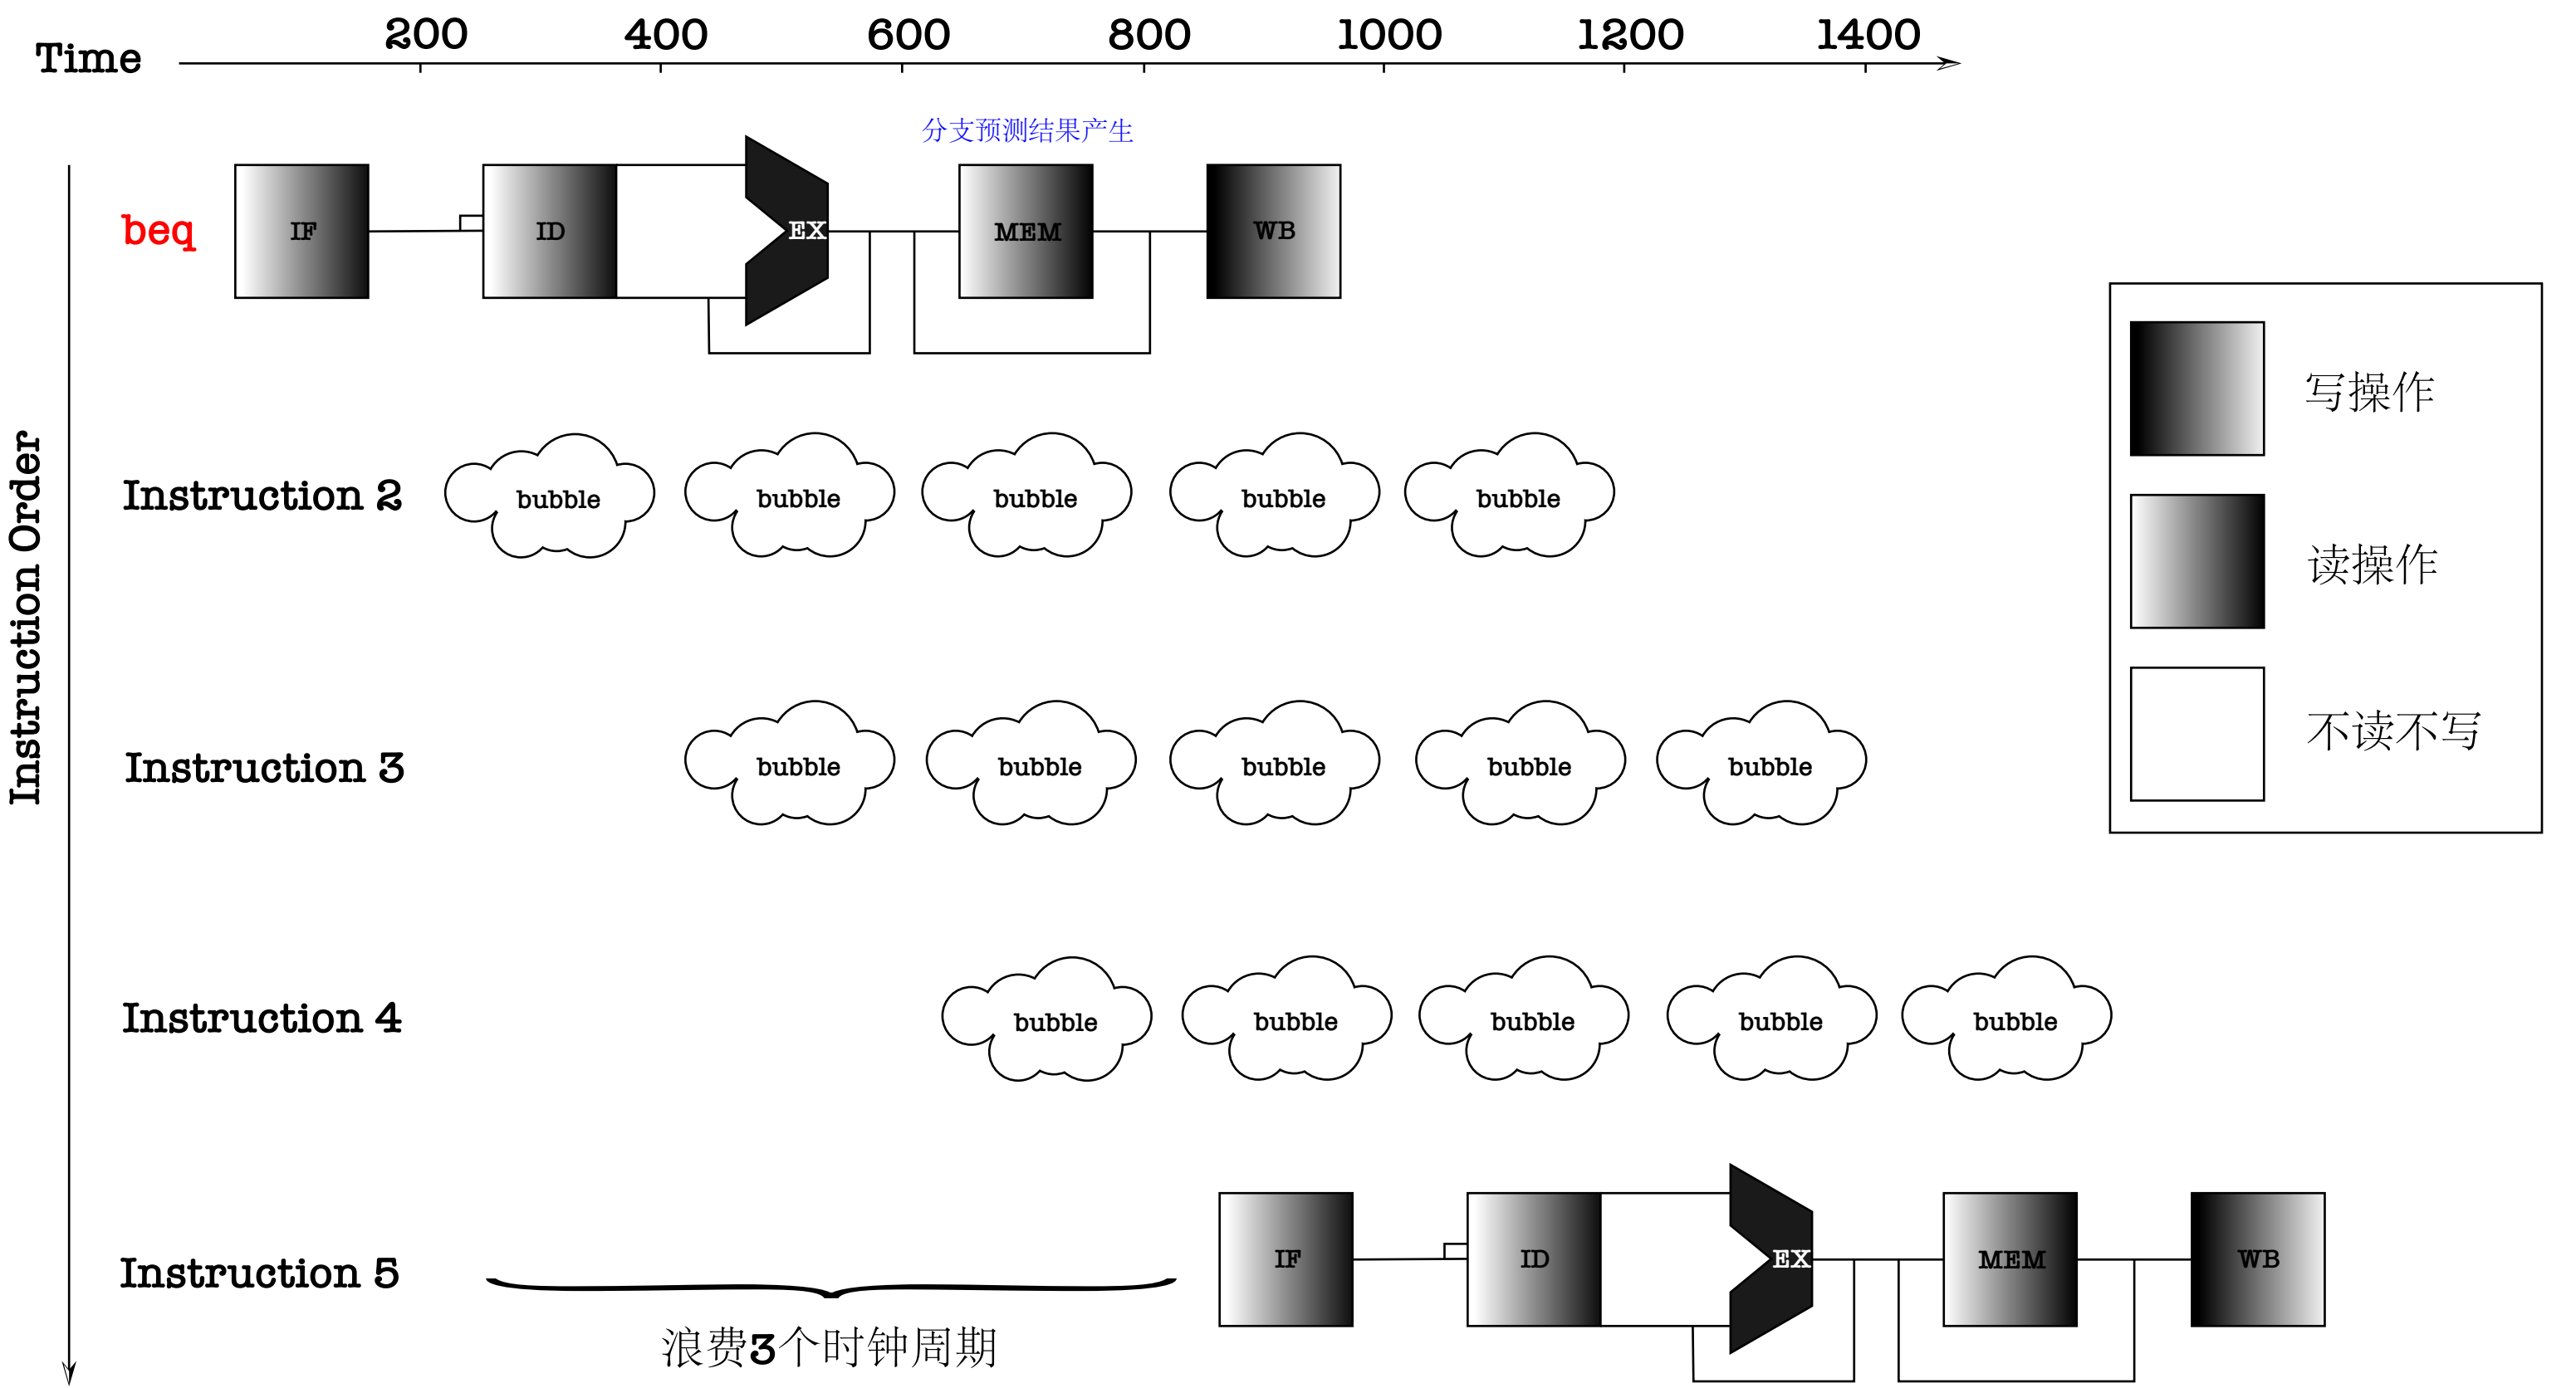 Time 200 400 600 800 1000 1200 1400
分支预测结果产生
beq IF ID EX MEM WB
写操作
Instruction 2 bubble bubble bubble bubble bubble
读操作
Instruction Order
不读不写
Instruction 3 bubble bubble bubble bubble bubble
Instruction 4 bubble bubble bubble bubble bubble
Instruction 5 IF ID EX MEM WB
浪费3个时钟周期